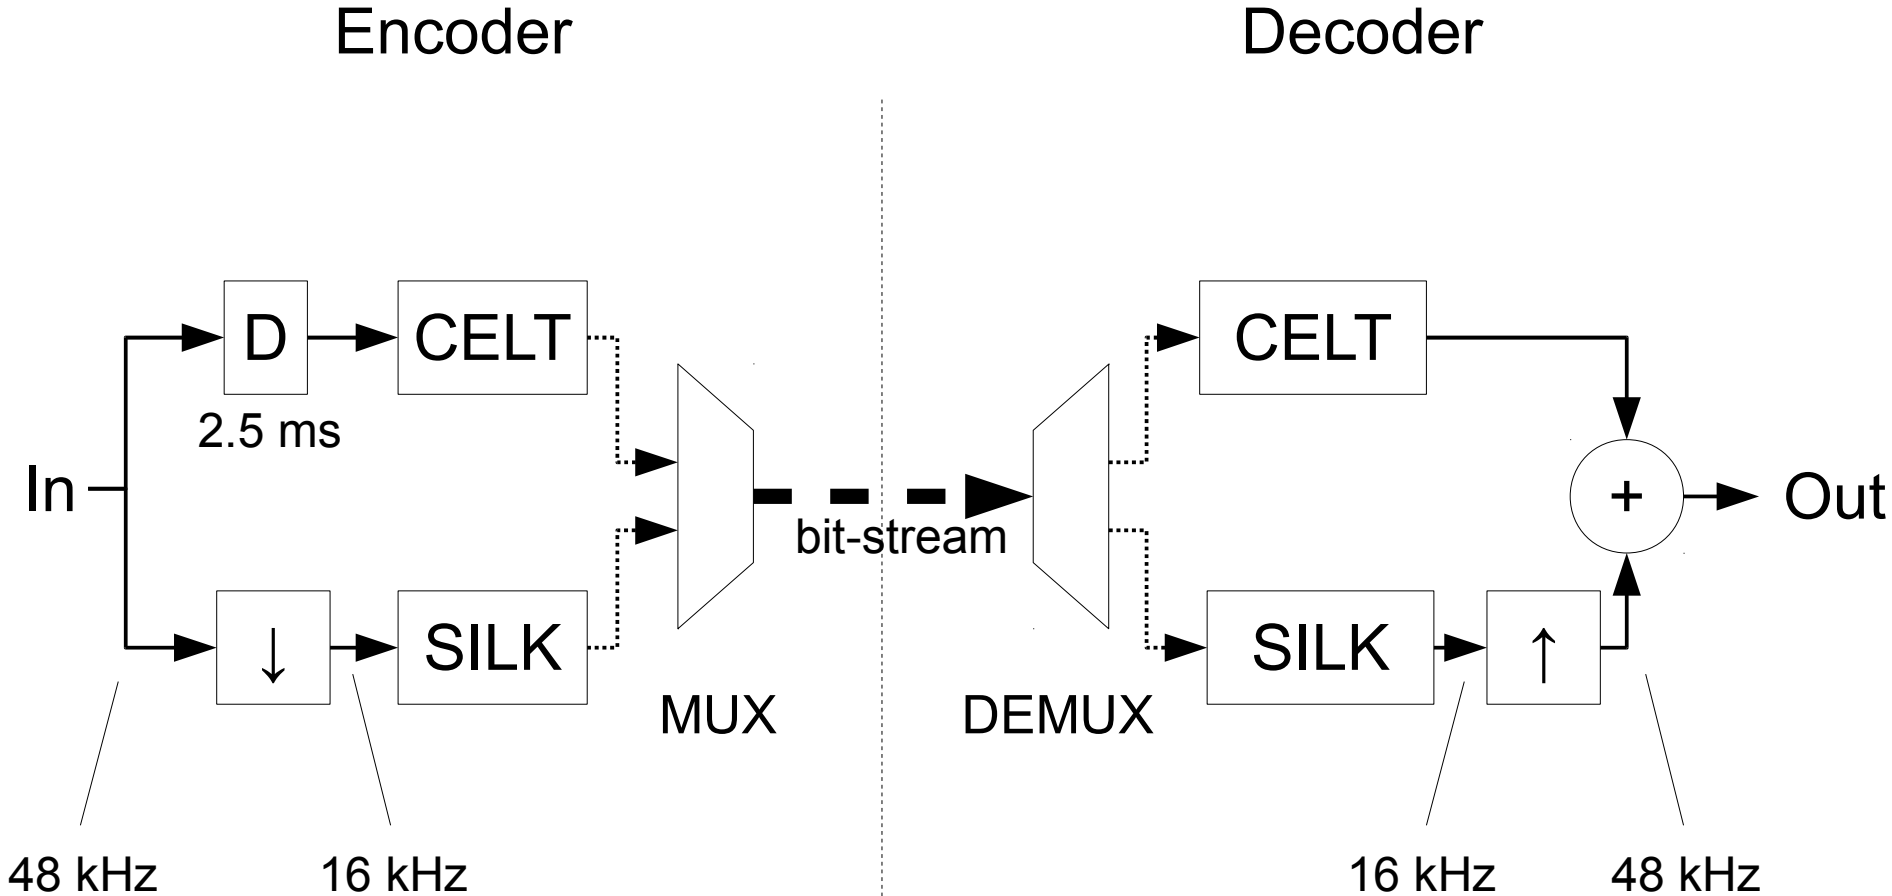 Encoder
Decoder
D
CELT
CELT
2.5 ms
In
+
Out
bit-stream
↓
SILK
SILK
↑
MUX
DEMUX
48 kHz
16 kHz
16 kHz
48 kHz